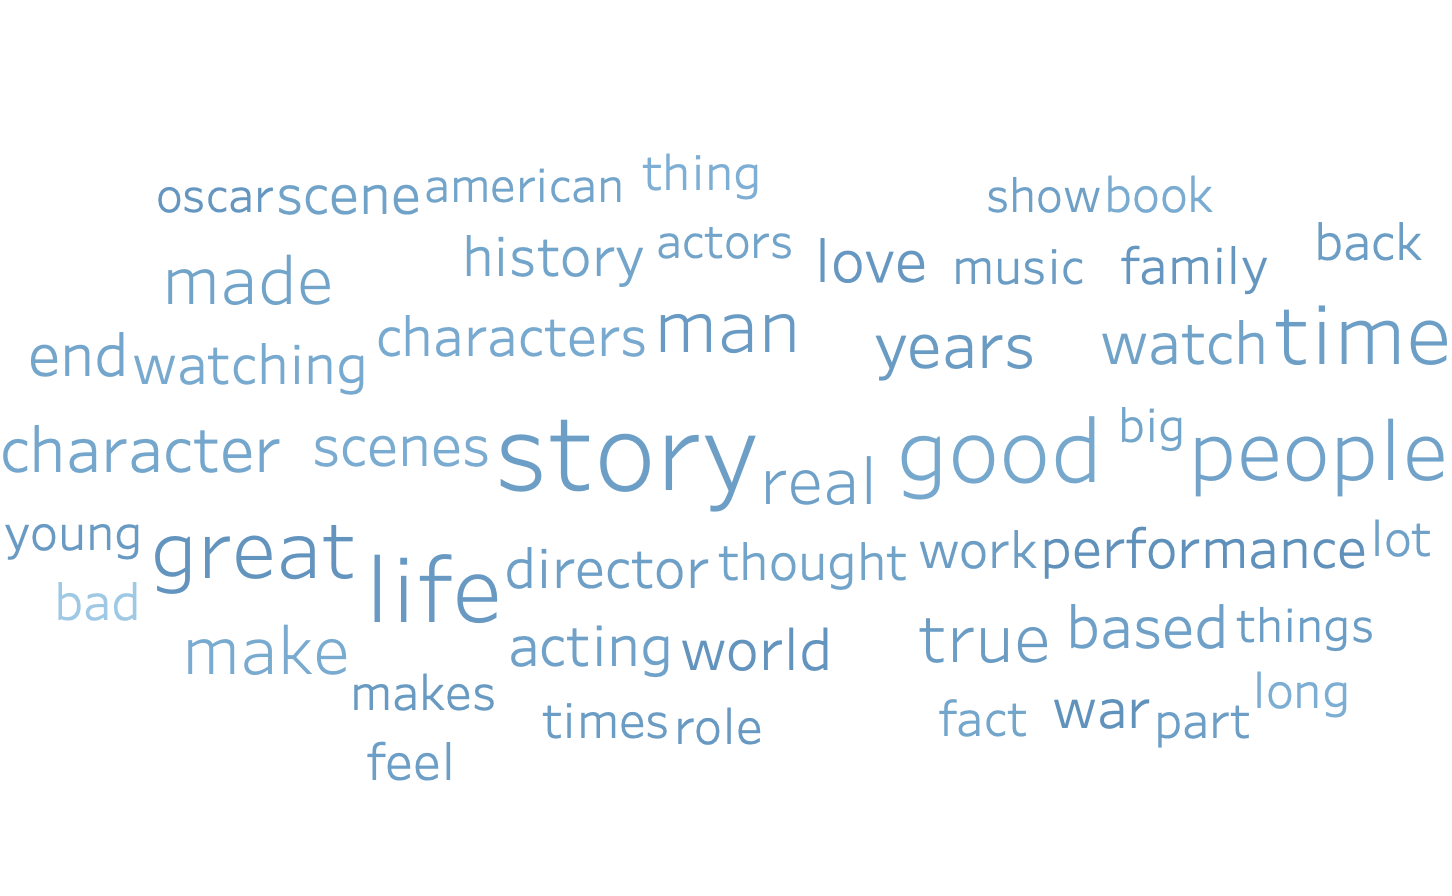 oscar scene american thing show book
made history actors love music family back
end watching characters man years watch time
character scenes story real good big people
young great life director thought work performance lot
bad make acting world true based things
makes times role fact war part long
feel